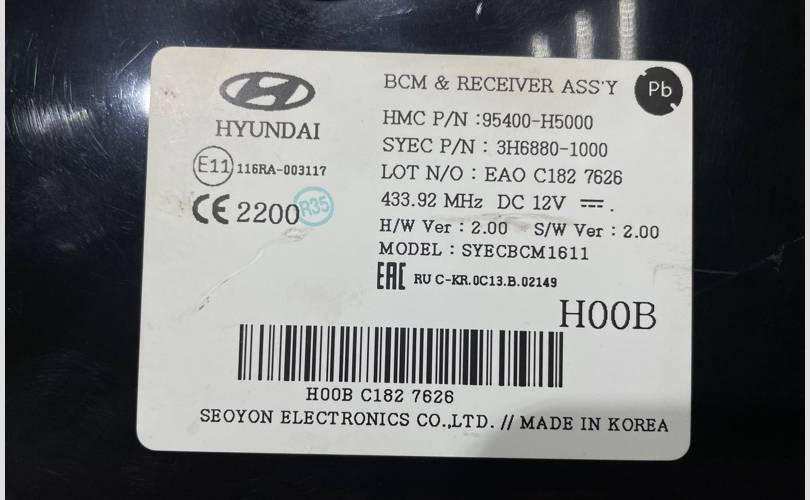 HYUNDAI
BCM & RECEIVER ASS'Y
Pb
HMC P/N :95400-H5000
SYEC P/N : 3H6880-1000
E11 116RA-003117
LOT N/O : EAO C182 7626
CE 2200 R35
433.92 MHz DC 12V
H/W Ver : 2.00 S/W Ver : 2.00
MODEL : SYECBCM1611
EAC RU C-KR.0C13.B.02149
H00B
H00B C182 7626
SEOYON ELECTRONICS CO.,LTD. // MADE IN KOREA